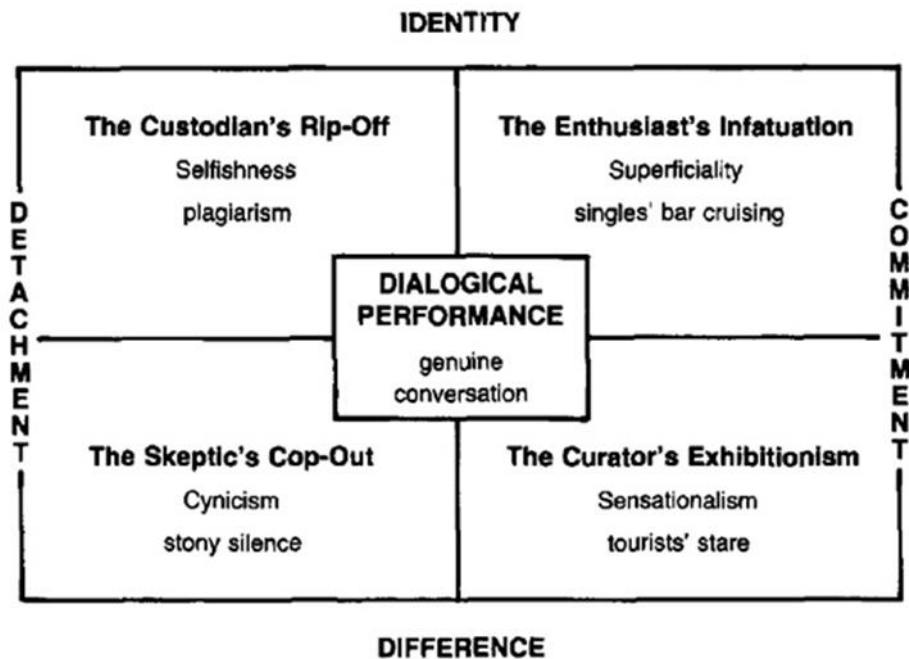 IDENTITY
The Custodian's Rip-Off
Selfishness
plagiarism
The Enthusiast's Infatuation
Superficiality
singles' bar cruising
DETACHMENT
DIALOGICAL
PERFORMANCE
genuine
conversation
COMMITMENT
The Skeptic's Cop-Out
Cynicism
stony silence
The Curator's Exhibitionism
Sensationalism
tourists' stare
DIFFERENCE